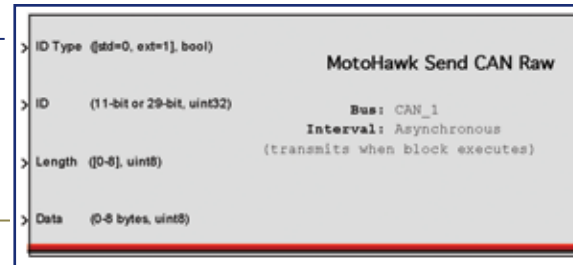 ID Type ([std=0, ext=1], bool)
MotoHawk Send CAN Raw
ID (11-bit or 29-bit, uint32)
Bus: CAN_1
Interval: Asynchronous
(transmits when block executes)
Length ([0-8], uint8)
Data (0-8 bytes, uint8)